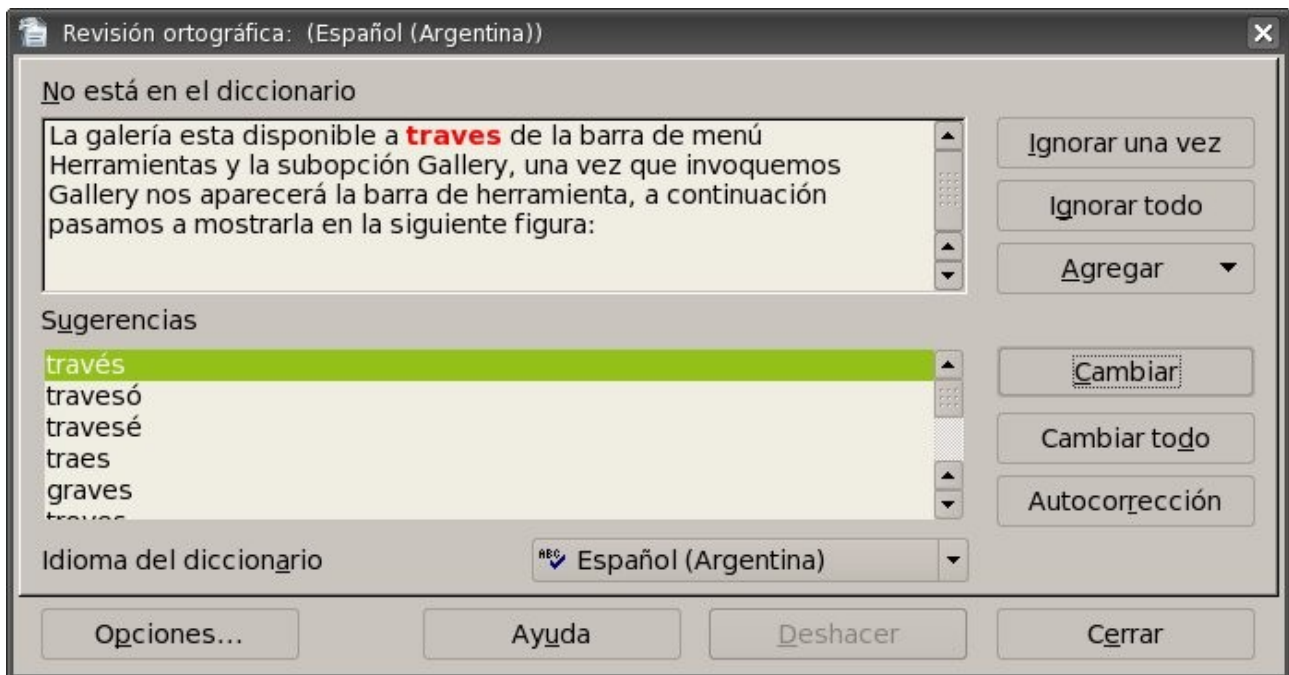 Revisión ortográfica: (Español (Argentina))
No está en el diccionario
La galería esta disponible a traves de la barra de menú
Herramientas y la subopción Gallery, una vez que invoquemos
Gallery nos aparecerá la barra de herramienta, a continuación
pasamos a mostrarla en la siguiente figura:
Ignorar una vez
Ignorar todo
Agregar
Sugerencias
través
travesó
travesé
traes
graves
Cambiar
Cambiar todo
Autocorrección
Idioma del diccionario
ABC Español (Argentina)
Opciones...
Ayuda
Deshacer
Cerrar